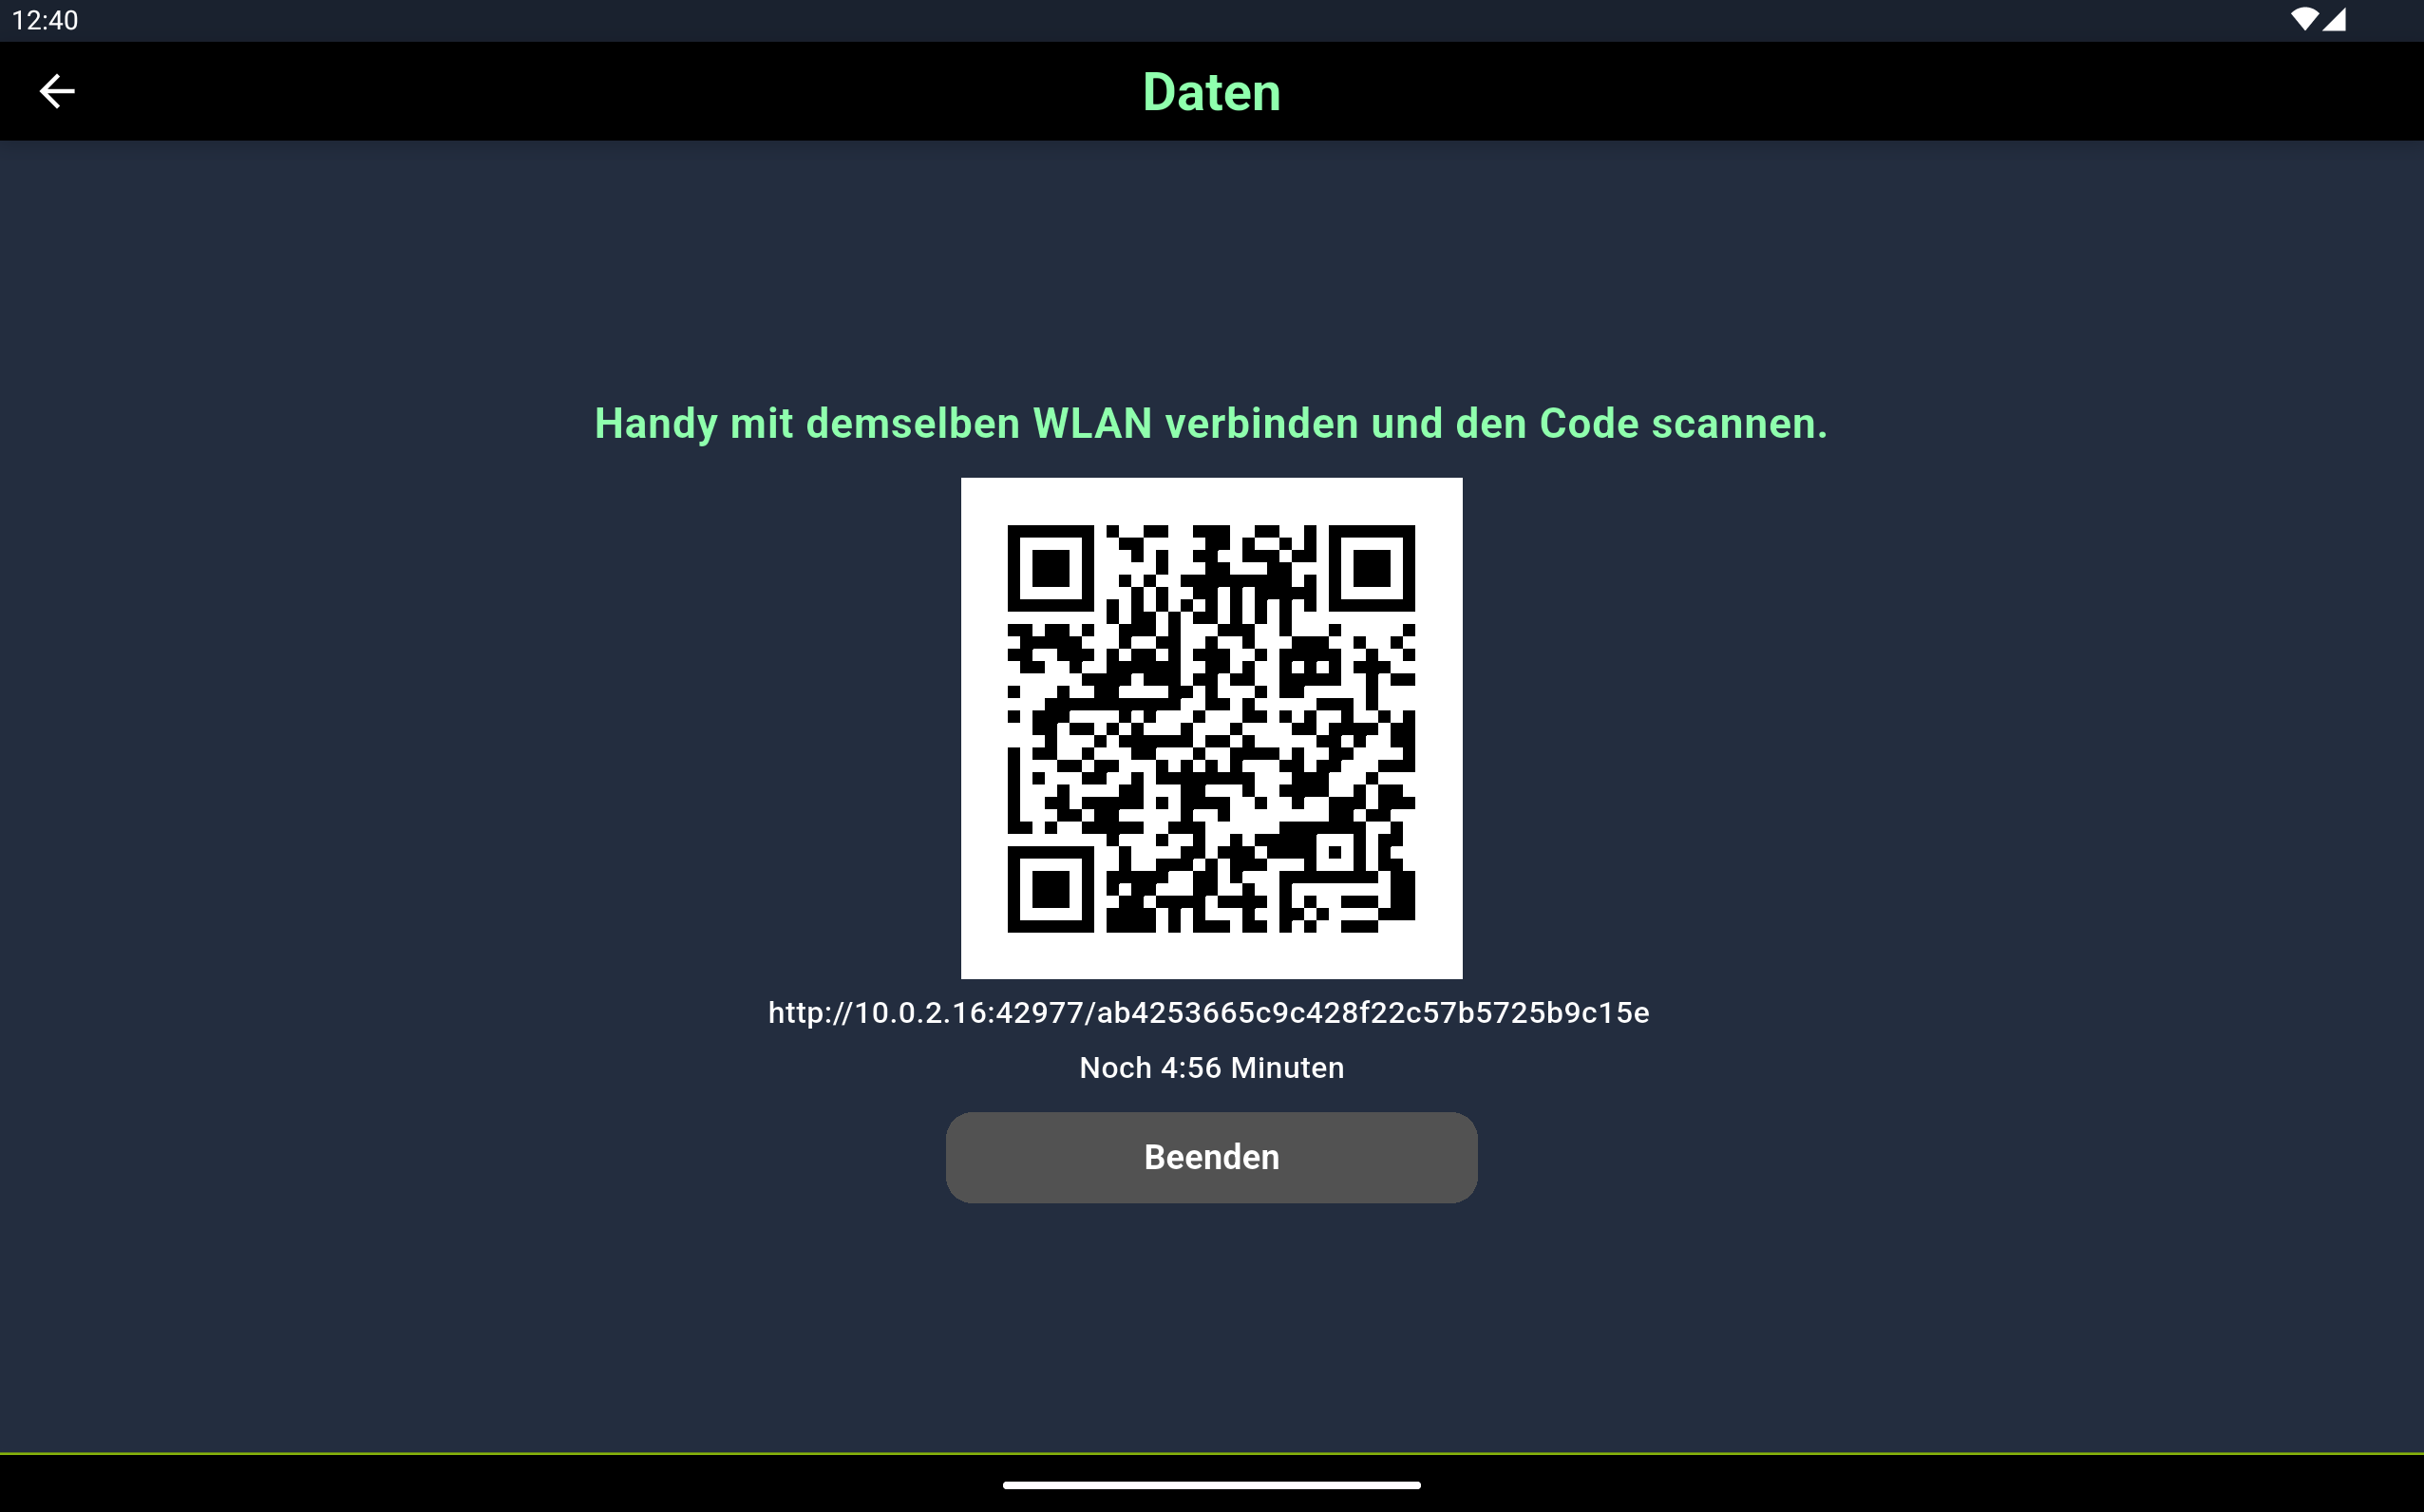 12:40
Daten
Handy mit demselben WLAN verbinden und den Code scannen.
http://10.0.2.16:42977/ab4253665c9c428f22c57b5725b9c15e
Noch 4:56 Minuten
Beenden